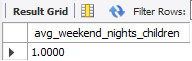 Result Grid Filter Rows:
avg_weekend_nights_children
1.0000